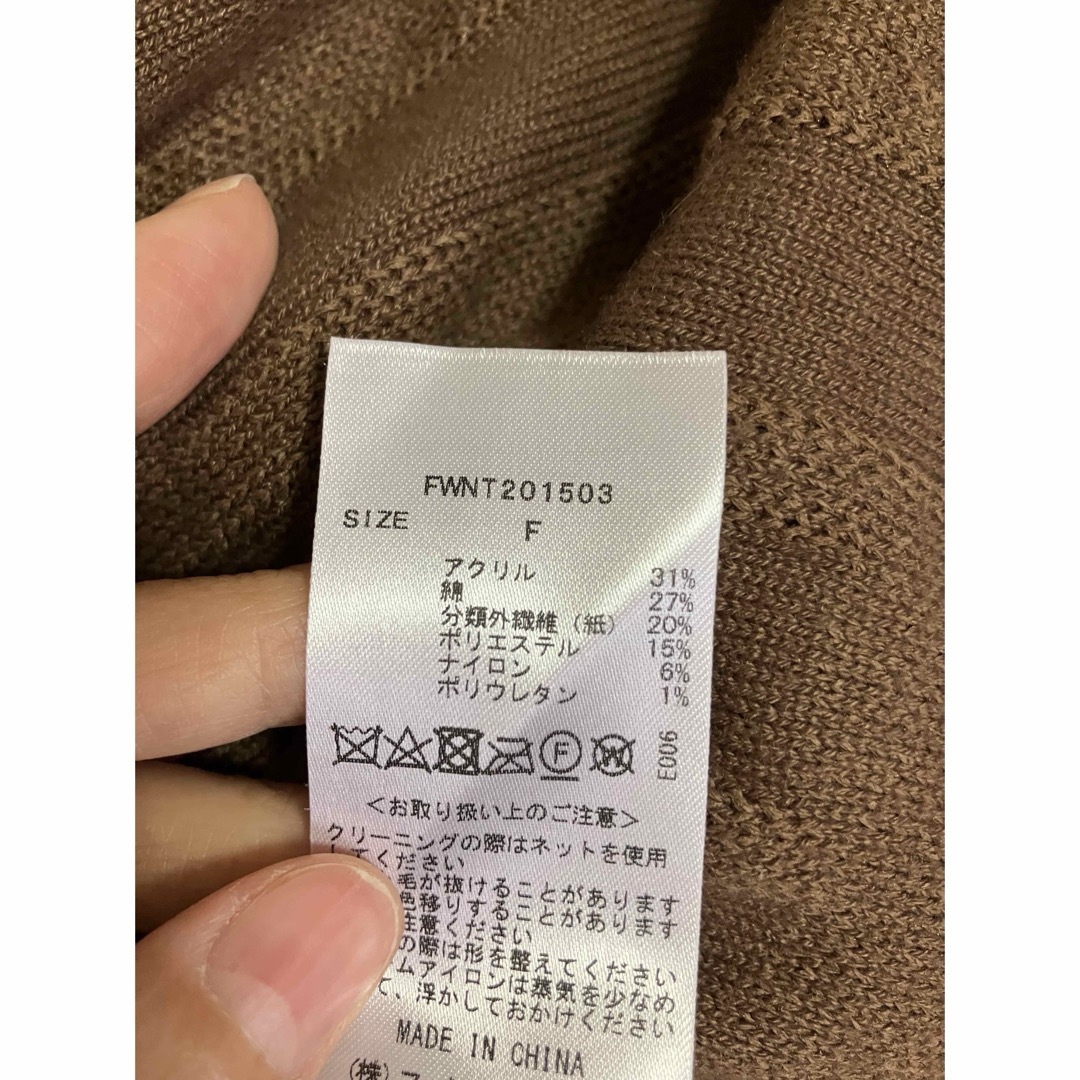 FWNT201503
SIZE F
アクリル 31%
綿 27%
分類外繊維（紙） 20%
ポリエステル 15%
ナイロン 6%
ポリウレタン 1%
F W E006
＜お取り扱い上のご注意＞
クリーニングの際はネットを使用
してください
毛が抜けることがあります
色移りすることがあります
注意ください
の際は形を整えてください
ムアイロンは蒸気を少なめ
て、浮かしておかけください
MADE IN CHINA
(株)